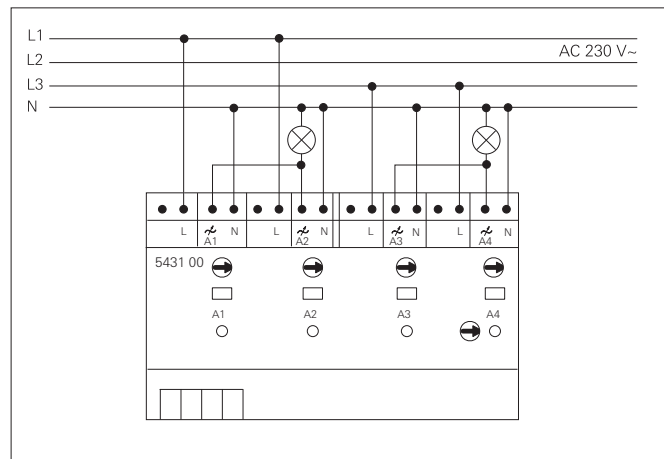 L1
AC 230 V~
L2
L3
N
L N L N L N L N
A1 A2 A3 A4
5431 00
A1 A2 A3 A4